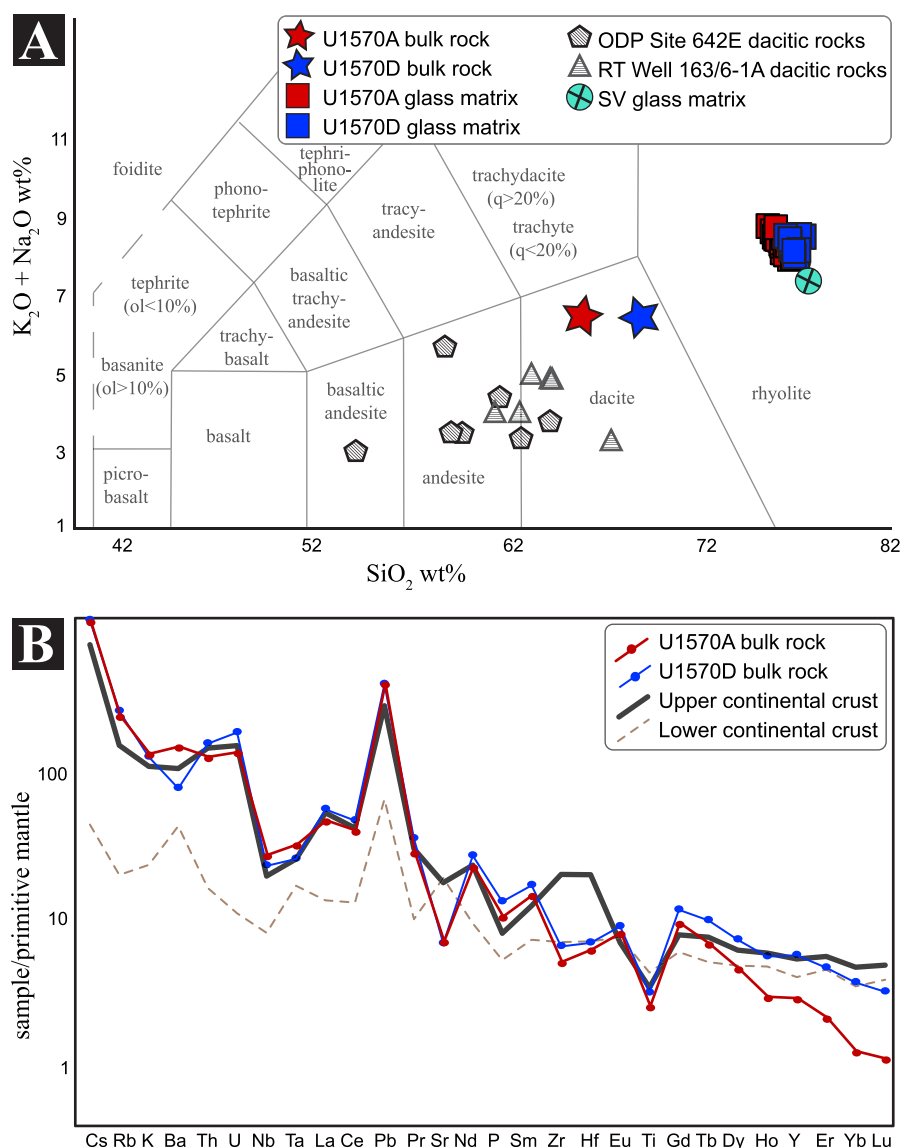 A
U1570A bulk rock
U1570D bulk rock
U1570A glass matrix
U1570D glass matrix
ODP Site 642E dacitic rocks
RT Well 163/6-1A dacitic rocks
SV glass matrix
K2O + Na2O wt%
11
9
7
5
3
1
foidite
phono-
tephrite
tephri-
phono-
lite
tracy-
andesite
trachydacite
(q>20%)
trachyte
(q<20%)
tephrite
(ol<10%)
basaltic
trachy-
andesite
trachy-
basalt
basanite
(ol>10%)
basaltic
andesite
dacite
rhyolite
basalt
andesite
picro-
basalt
42 52 62 72 82
SiO2 wt%
B
U1570A bulk rock
U1570D bulk rock
Upper continental crust
Lower continental crust
sample/primitive mantle
100
10
1
Cs Rb K Ba Th U Nb Ta La Ce Pb Pr Sr Nd P Sm Zr Hf Eu Ti Gd Tb Dy Ho Y Er Yb Lu